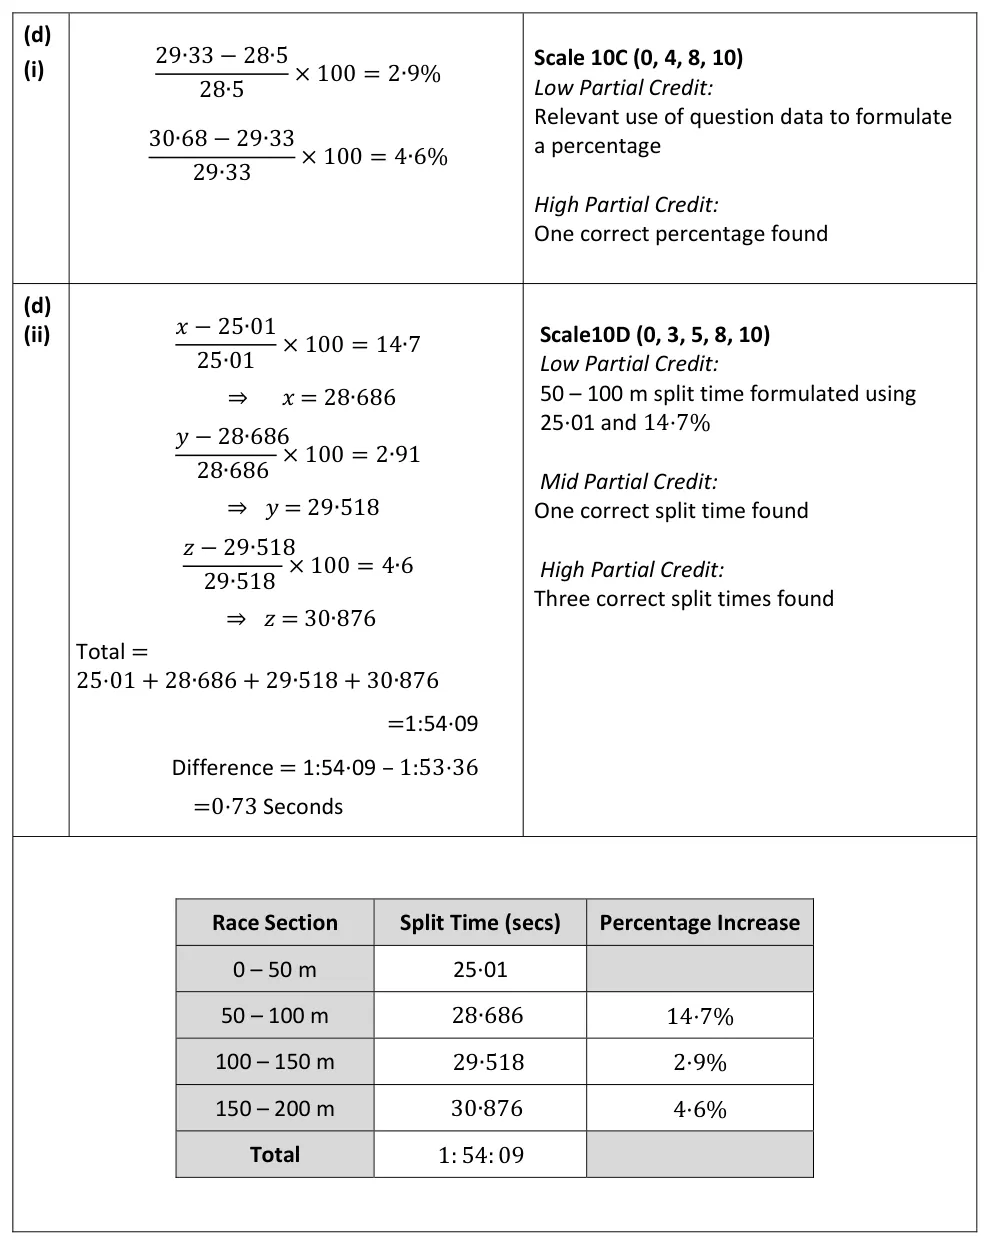 (d)
(i)
29·33 − 28·5
28·5
× 100 = 2·9%
30·68 − 29·33
29·33
× 100 = 4·6%
Scale 10C (0, 4, 8, 10)
Low Partial Credit:
Relevant use of question data to formulate
a percentage
High Partial Credit:
One correct percentage found
(d)
(ii)
x − 25·01
25·01
× 100 = 14·7
⇒ x = 28·686
y − 28·686
28·686
× 100 = 2·91
⇒ y = 29·518
z − 29·518
29·518
× 100 = 4·6
⇒ z = 30·876
Total =
25·01 + 28·686 + 29·518 + 30·876
=1:54·09
Difference = 1:54·09 – 1:53·36
=0·73 Seconds
Scale10D (0, 3, 5, 8, 10)
Low Partial Credit:
50 – 100 m split time formulated using
25·01 and 14·7%
Mid Partial Credit:
One correct split time found
High Partial Credit:
Three correct split times found
Race Section Split Time (secs) Percentage Increase
0 – 50 m 25·01
50 – 100 m 28·686 14·7%
100 – 150 m 29·518 2·9%
150 – 200 m 30·876 4·6%
Total 1: 54: 09